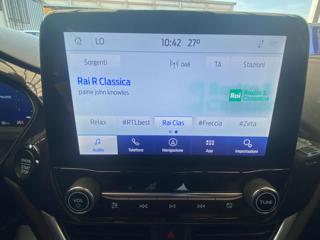 LO 10:42 27°
Sorgenti DAB TA Stazioni
Rai R Classica
paine john knowles
Rai Radio 3 Classica
Relax #RTLbest Rai Clas #Freccia #Zeta
Audio Telefono Navigazione App Impostazioni
VOL TUNE